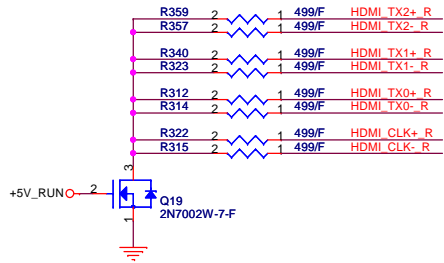 R359 2 1 499/F HDMI_TX2+_R
R357 2 1 499/F HDMI_TX2-_R
R340 2 1 499/F HDMI_TX1+_R
R323 2 1 499/F HDMI_TX1-_R
R312 2 1 499/F HDMI_TX0+_R
R314 2 1 499/F HDMI_TX0-_R
R322 2 1 499/F HDMI_CLK+_R
R315 2 1 499/F HDMI_CLK-_R
3
+5V_RUN 2
Q19
2N7002W-7-F
1